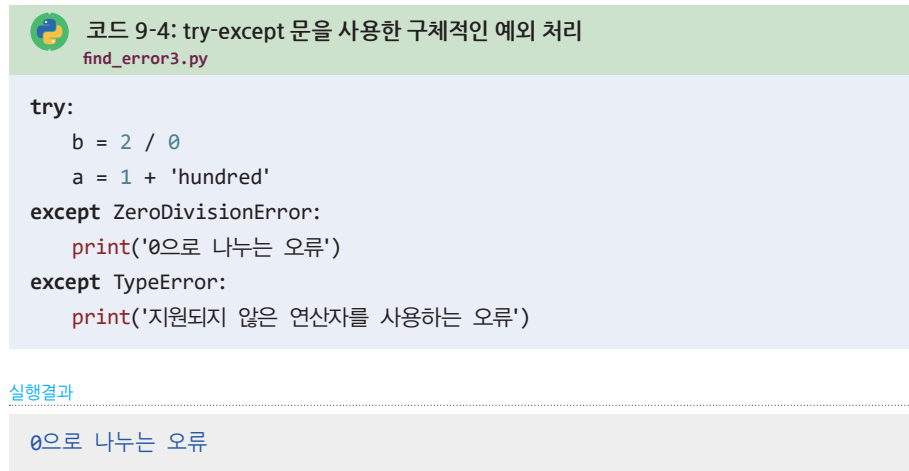 코드 9-4: try-except 문을 사용한 구체적인 예외 처리
find_error3.py
try:
    b = 2 / 0
    a = 1 + 'hundred'
except ZeroDivisionError:
    print('0으로 나누는 오류')
except TypeError:
    print('지원되지 않은 연산자를 사용하는 오류')
실행결과
0으로 나누는 오류